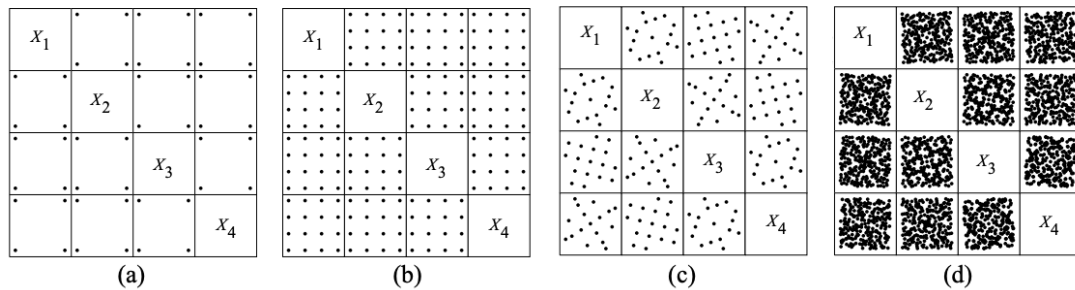 X1 X1 X1 X1
X2 X2 X2 X2
X3 X3 X3 X3
X4 X4 X4 X4
(a) (b) (c) (d)